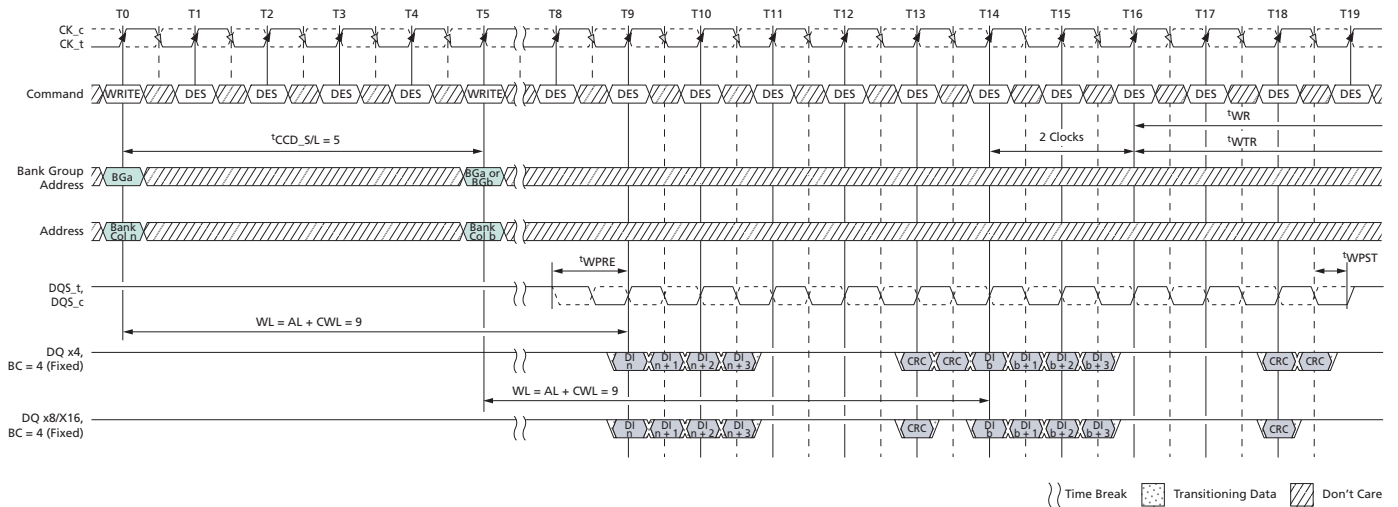 T0 T1 T2 T3 T4 T5 T8 T9 T10 T11 T12 T13 T14 T15 T16 T17 T18 T19
CK_c
CK_t
Command WRITE DES DES DES DES WRITE DES DES DES DES DES DES DES DES DES DES DES DES
tWR
tCCD_S/L = 5 2 Clocks tWTR
Bank Group
Address
BGa
BGa or
BGb
Address
Bank
Col n
Bank
Col b
tWPRE tWPST
DQS_t,
DQS_c
WL = AL + CWL = 9
DQ x4,
BC = 4 (Fixed)
DI
n
DI
n + 1
DI
n + 2
DI
n + 3
CRC CRC
DI
b
DI
b + 1
DI
b + 2
DI
b + 3
CRC CRC
WL = AL + CWL = 9
DQ x8/X16,
BC = 4 (Fixed)
DI
n
DI
n + 1
DI
n + 2
DI
n + 3
CRC
DI
b
DI
b + 1
DI
b + 2
DI
b + 3
CRC
Time Break Transitioning Data Don't Care